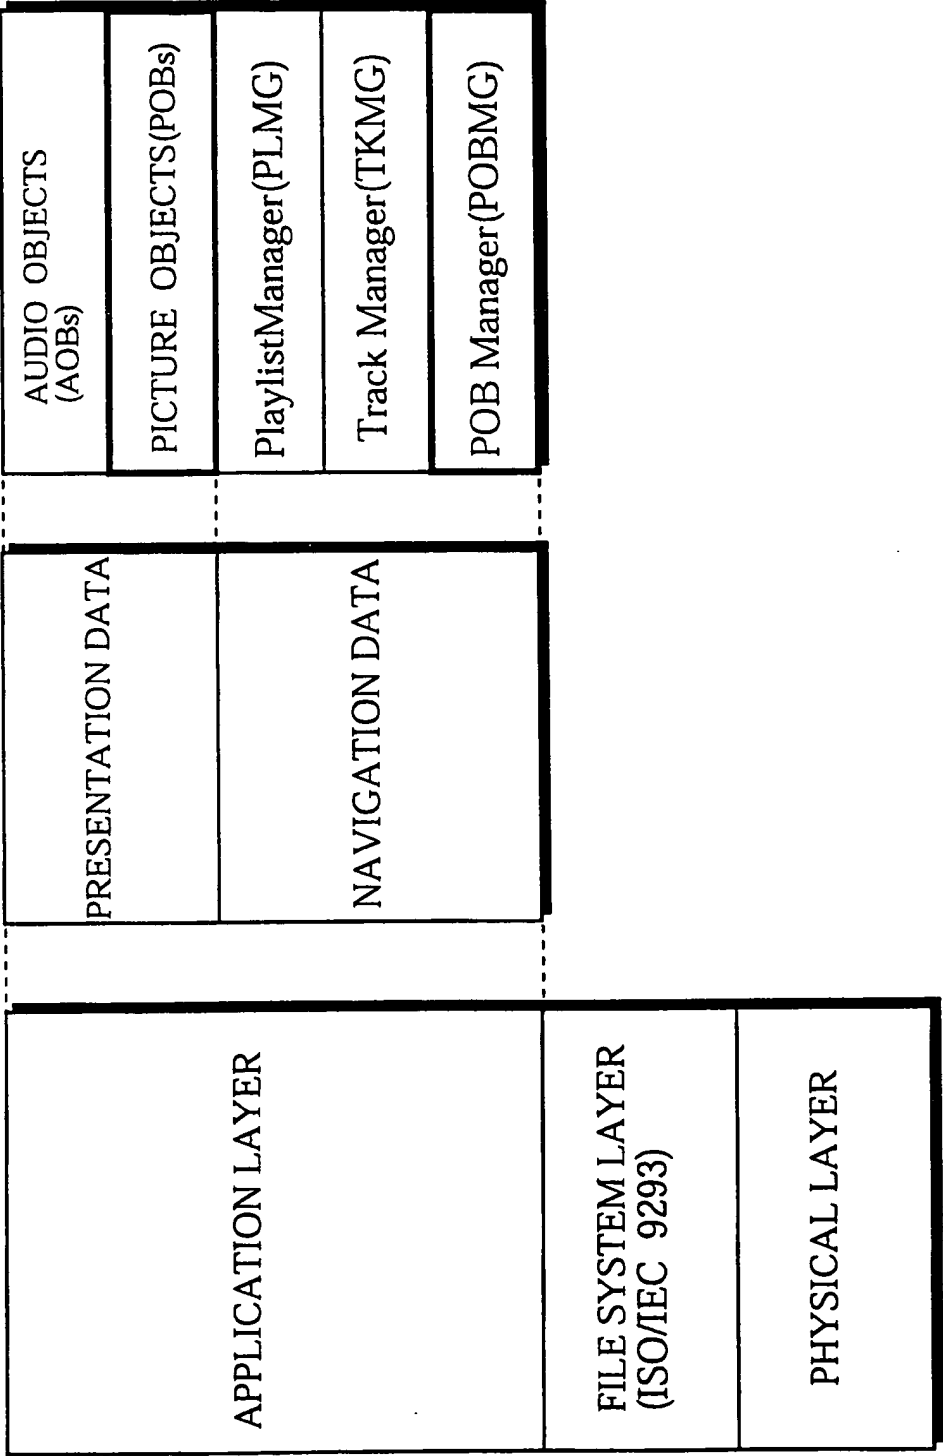 APPLICATION LAYER
FILE SYSTEM LAYER
(ISO/IEC 9293)
PHYSICAL LAYER
PRESENTATION DATA
NAVIGATION DATA
AUDIO OBJECTS
(AOBs)
PICTURE OBJECTS(POBs)
PlaylistManager(PLMG)
Track Manager(TKMG)
POB Manager(POBMG)